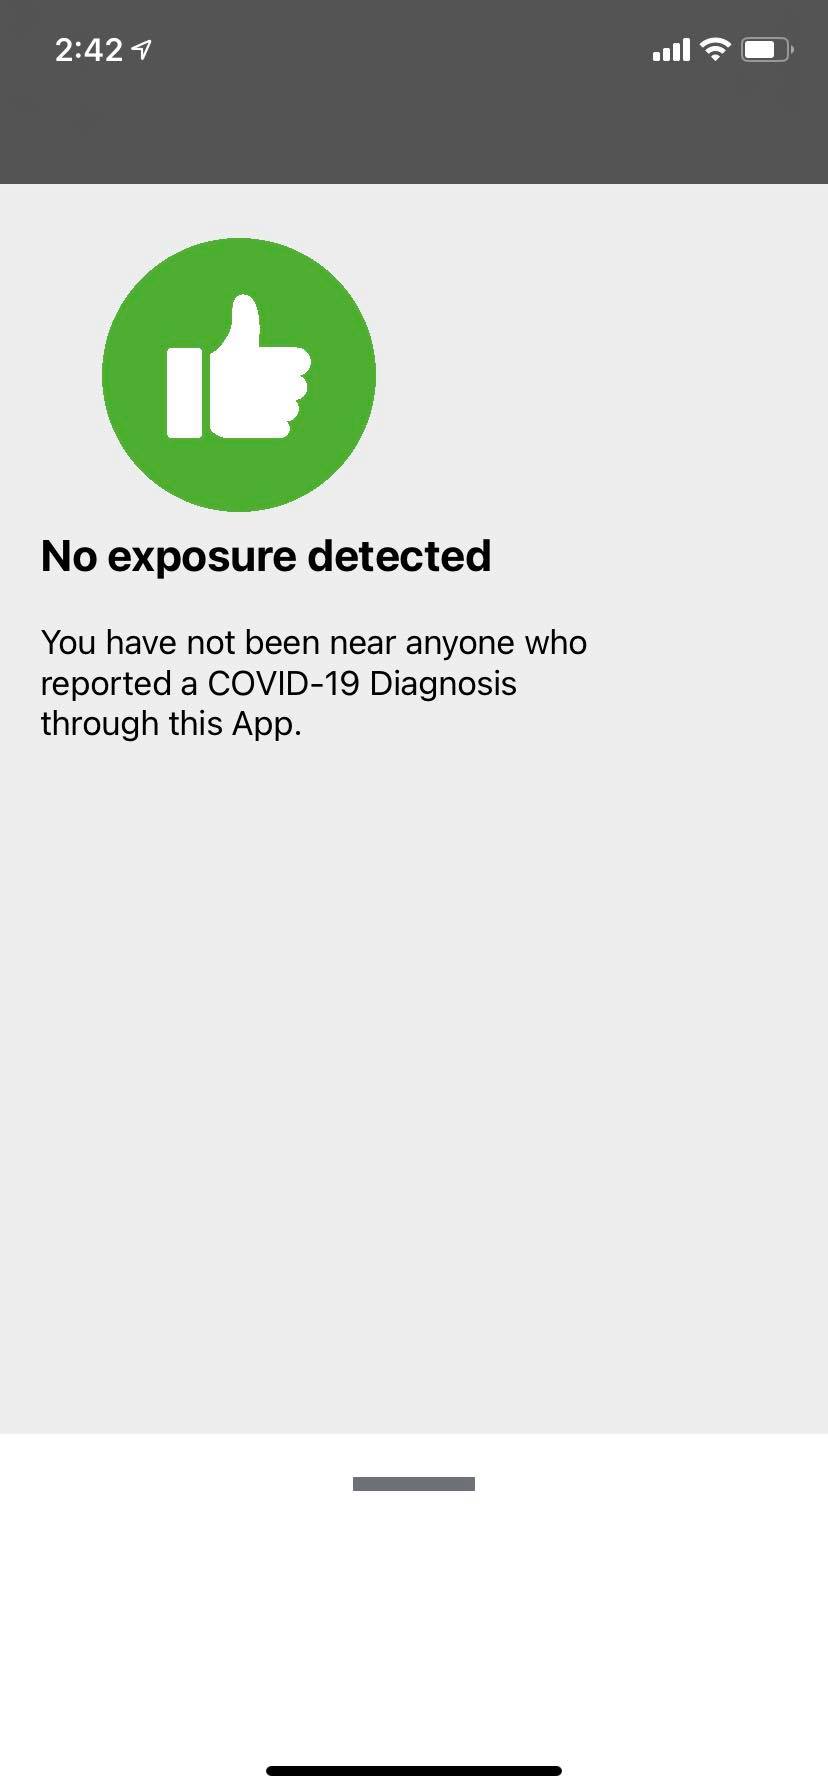 2:42
No exposure detected
You have not been near anyone who
reported a COVID-19 Diagnosis
through this App.